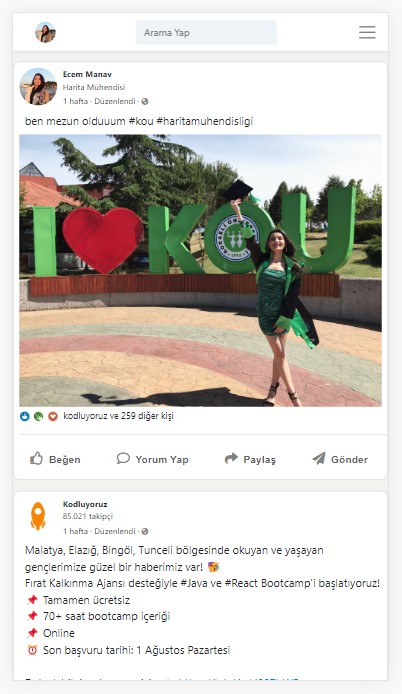 Arama Yap
Ecem Manav
Harita Mühendisi
1 hafta · Düzenlendi ·
ben mezun olduuum #kou #haritamuhendisligi
I KOU
kodluyoruz ve 259 diğer kişi
Beğen Yorum Yap Paylaş Gönder
Kodluyoruz
85.021 takipçi
1 hafta · Düzenlendi ·
Malatya, Elazığ, Bingöl, Tunceli bölgesinde okuyan ve yaşayan
gençlerimize güzel bir haberimiz var!
Fırat Kalkınma Ajansı desteğiyle #Java ve #React Bootcamp'i başlatıyoruz!
Tamamen ücretsiz
70+ saat bootcamp içeriği
Online
Son başvuru tarihi: 1 Ağustos Pazartesi